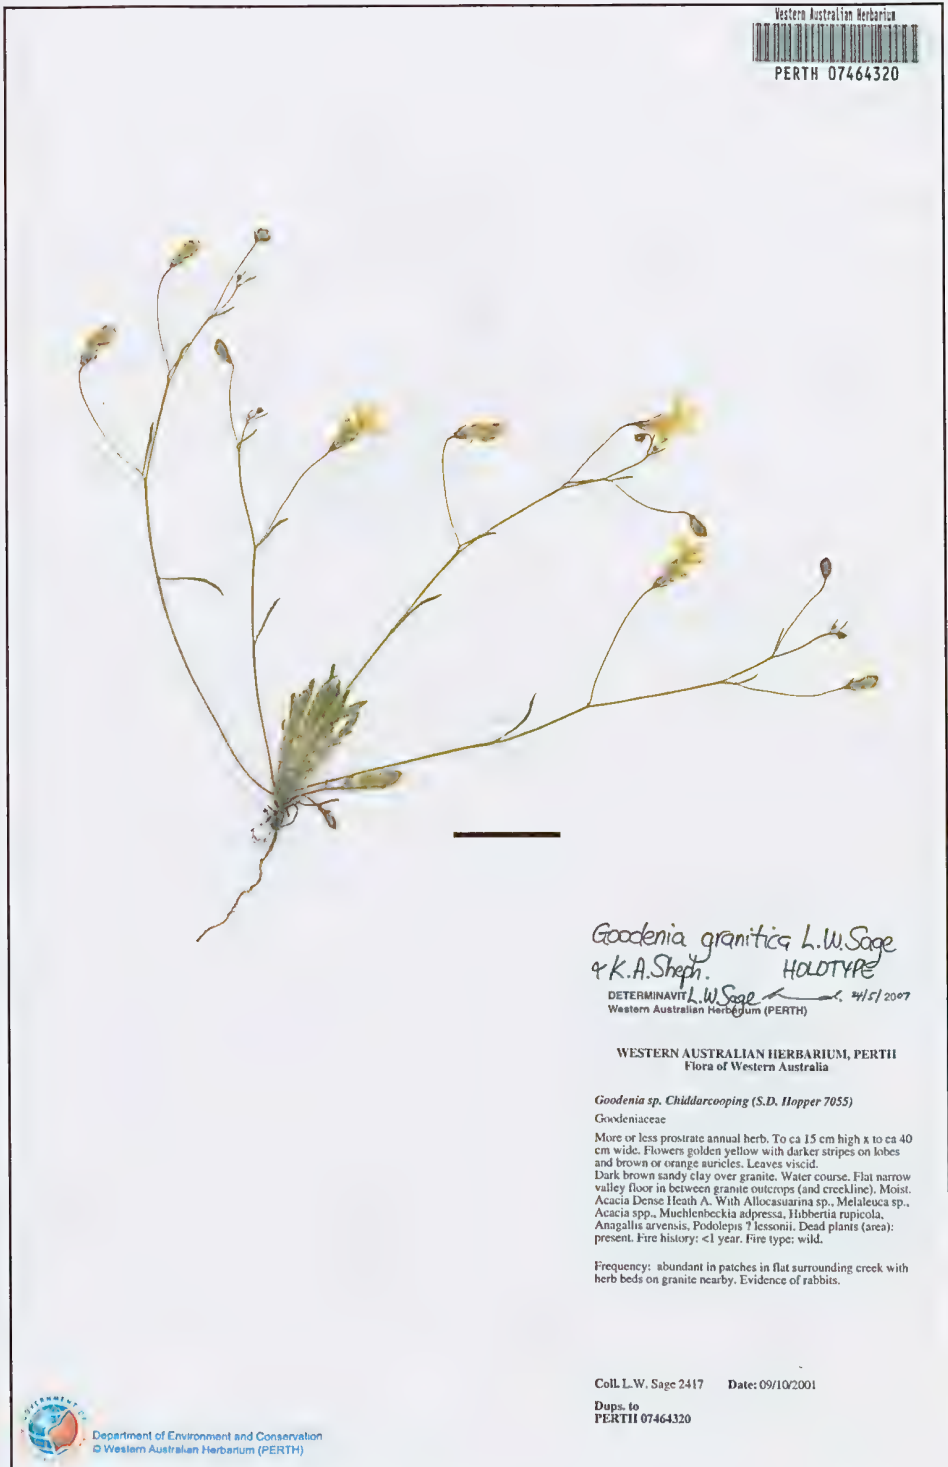 Western Australian Herbarium
PERTH 07464320
Goodenia granitica L.W. Sage
& K.A. Sheph. HOLOTYPE
DETERMINAVIT L.W. Sage 24/5/2007
Western Australian Herbarium (PERTH)
WESTERN AUSTRALIAN HERBARIUM, PERTH
Flora of Western Australia
Goodenia sp. Chiddarcooping (S.D. Hopper 7055)
Goodeniaceae
More or less prostrate annual herb. To ca 15 cm high x to ca 40
cm wide. Flowers golden yellow with darker stripes on lobes
and brown or orange auricles. Leaves viscid.
Dark brown sandy clay over granite. Water course. Flat narrow
valley floor in between granite outcrops (and creekline). Moist.
Acacia Dense Heath A. With Allocasuarina sp., Melaleuca sp.,
Acacia spp., Muehlenbeckia adpressa, Hibbertia rupicola,
Anagallis arvensis, Podolepis ? lessonii. Dead plants (area):
present. Fire history: <1 year. Fire type: wild.
Frequency: abundant in patches in flat surrounding creek with
herb beds on granite nearby. Evidence of rabbits.
Coll. L.W. Sage 2417 Date: 09/10/2001
Dups. to
PERTH 07464320
GOVERNMENT OF
Department of Environment and Conservation
© Western Australian Herbarium (PERTH)